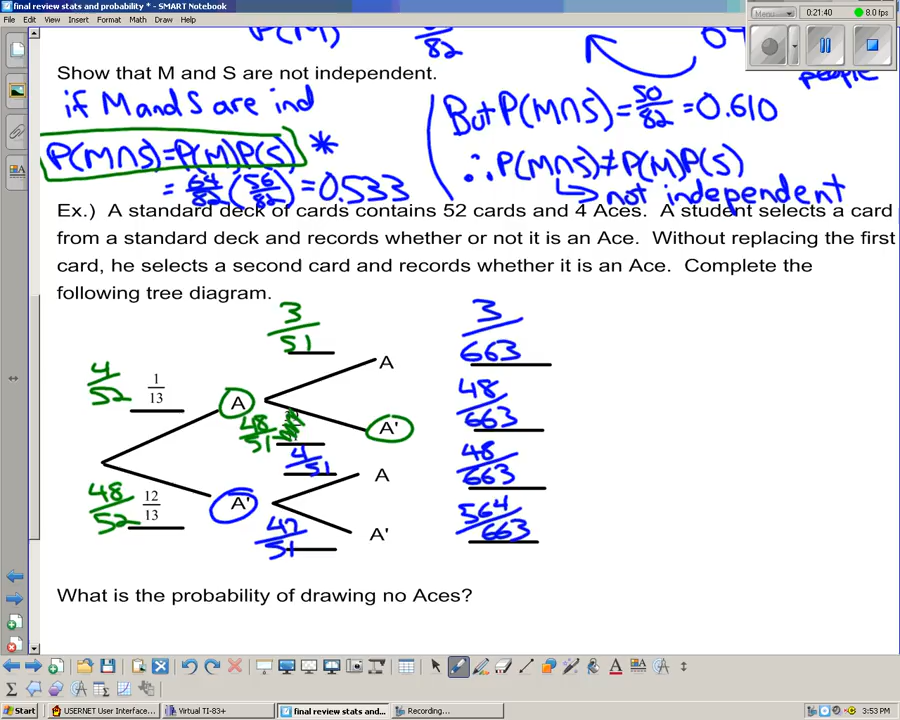 final review stats and probability * - SMART Notebook
File Edit View Insert Format Draw Help
Menu
00:21:40
8.0 fps
P(M)
82
people
Show that M and S are not independent.
if M and S are ind
P(M∩S)=P(M)P(S) *
= 64/82 (56/82) = 0.533
But P(M∩S) = 50/82 = 0.610
∴ P(M∩S) ≠ P(M)P(S)
↳ not independent
Ex.) A standard deck of cards contains 52 cards and 4 Aces. A student selects a card
from a standard deck and records whether or not it is an Ace. Without replacing the first
card, he selects a second card and records whether it is an Ace. Complete the
following tree diagram.
3/51
3/663
A
4/52
1/13
A
48/663
48/51
A'
4/51
48/663
A
48/52
12/13
A'
47/51
A'
564/663
What is the probability of drawing no Aces?
Start
USERNET User Interface...
Virtual TI-83+
final review stats and...
Recording...
3:53 PM